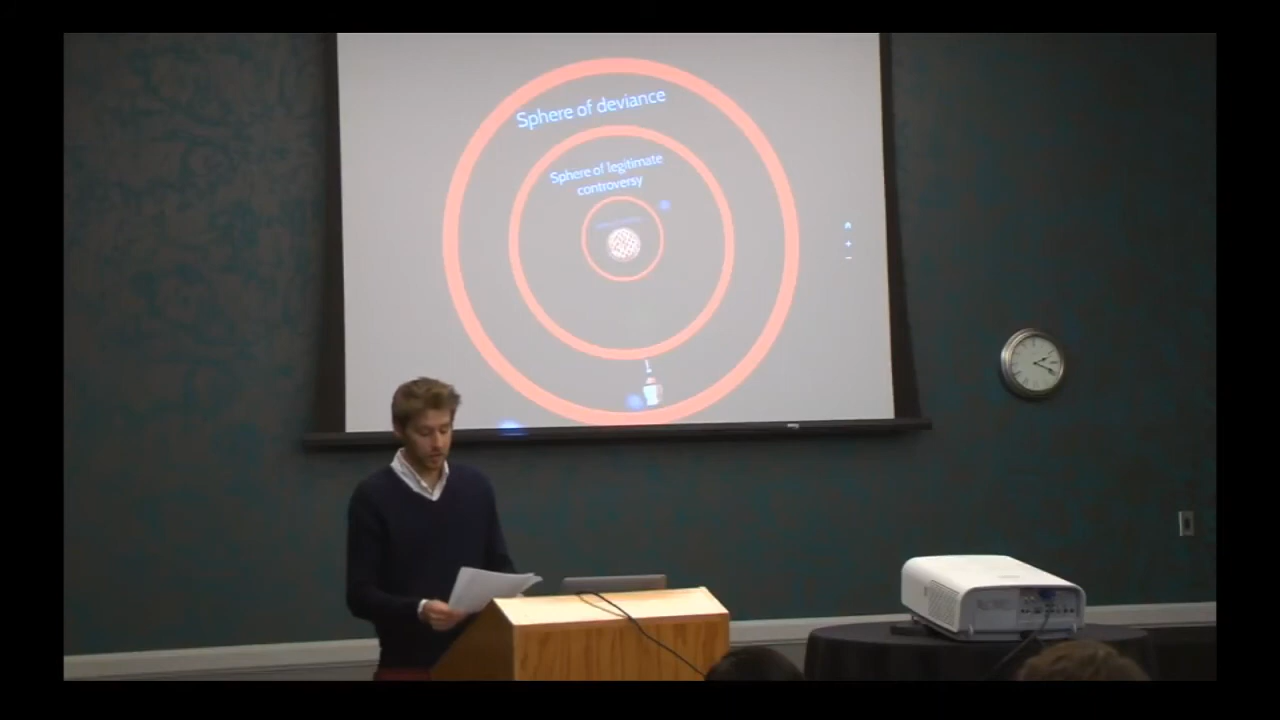 Sphere of deviance
Sphere of legitimate
controversy